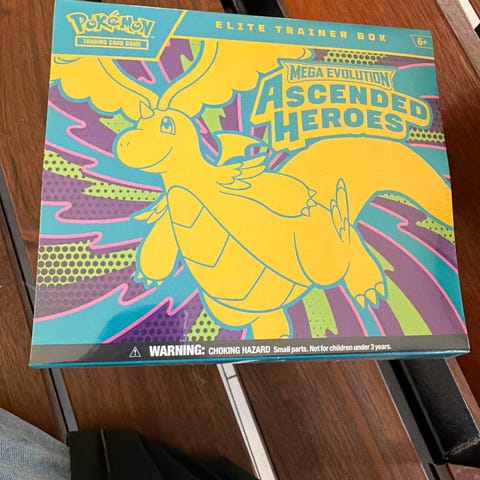 Pokémon
TRADING CARD GAME
ELITE TRAINER BOX
6+
MEGA EVOLUTION
ASCENDED
HEROES
⚠ WARNING: CHOKING HAZARD Small parts. Not for children under 3 years.